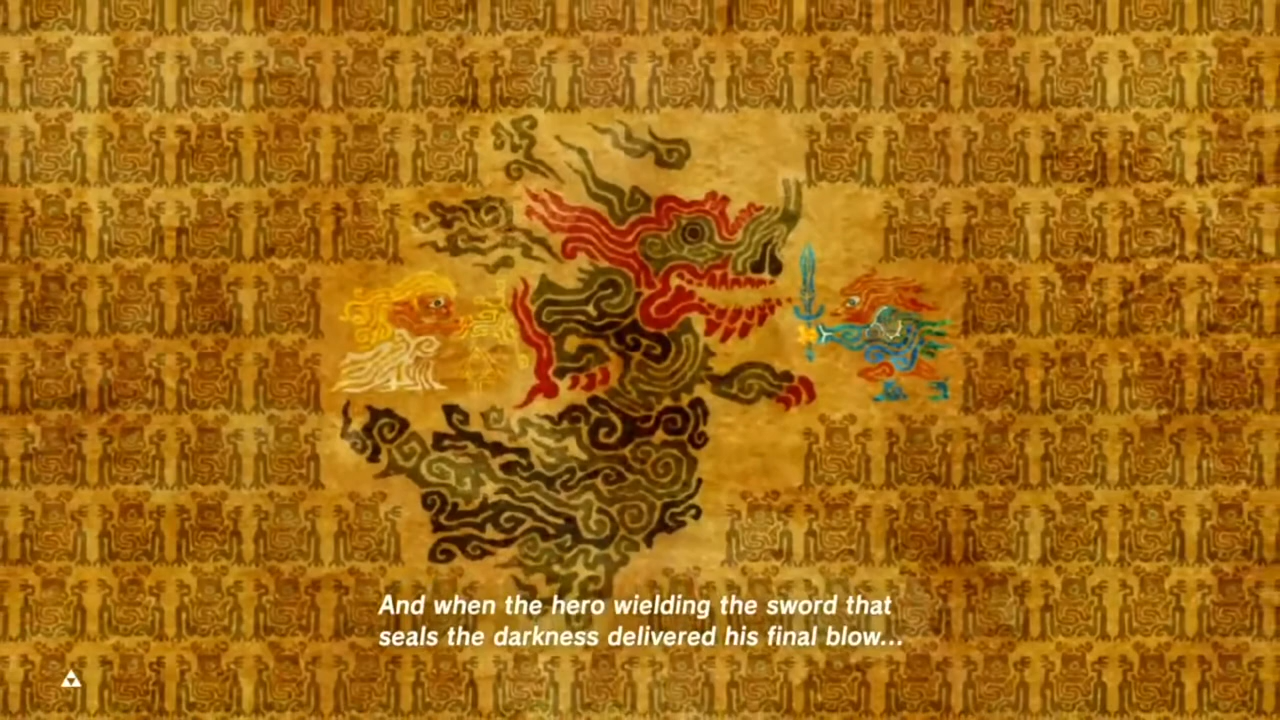 And when the hero wielding the sword that
seals the darkness delivered his final blow...